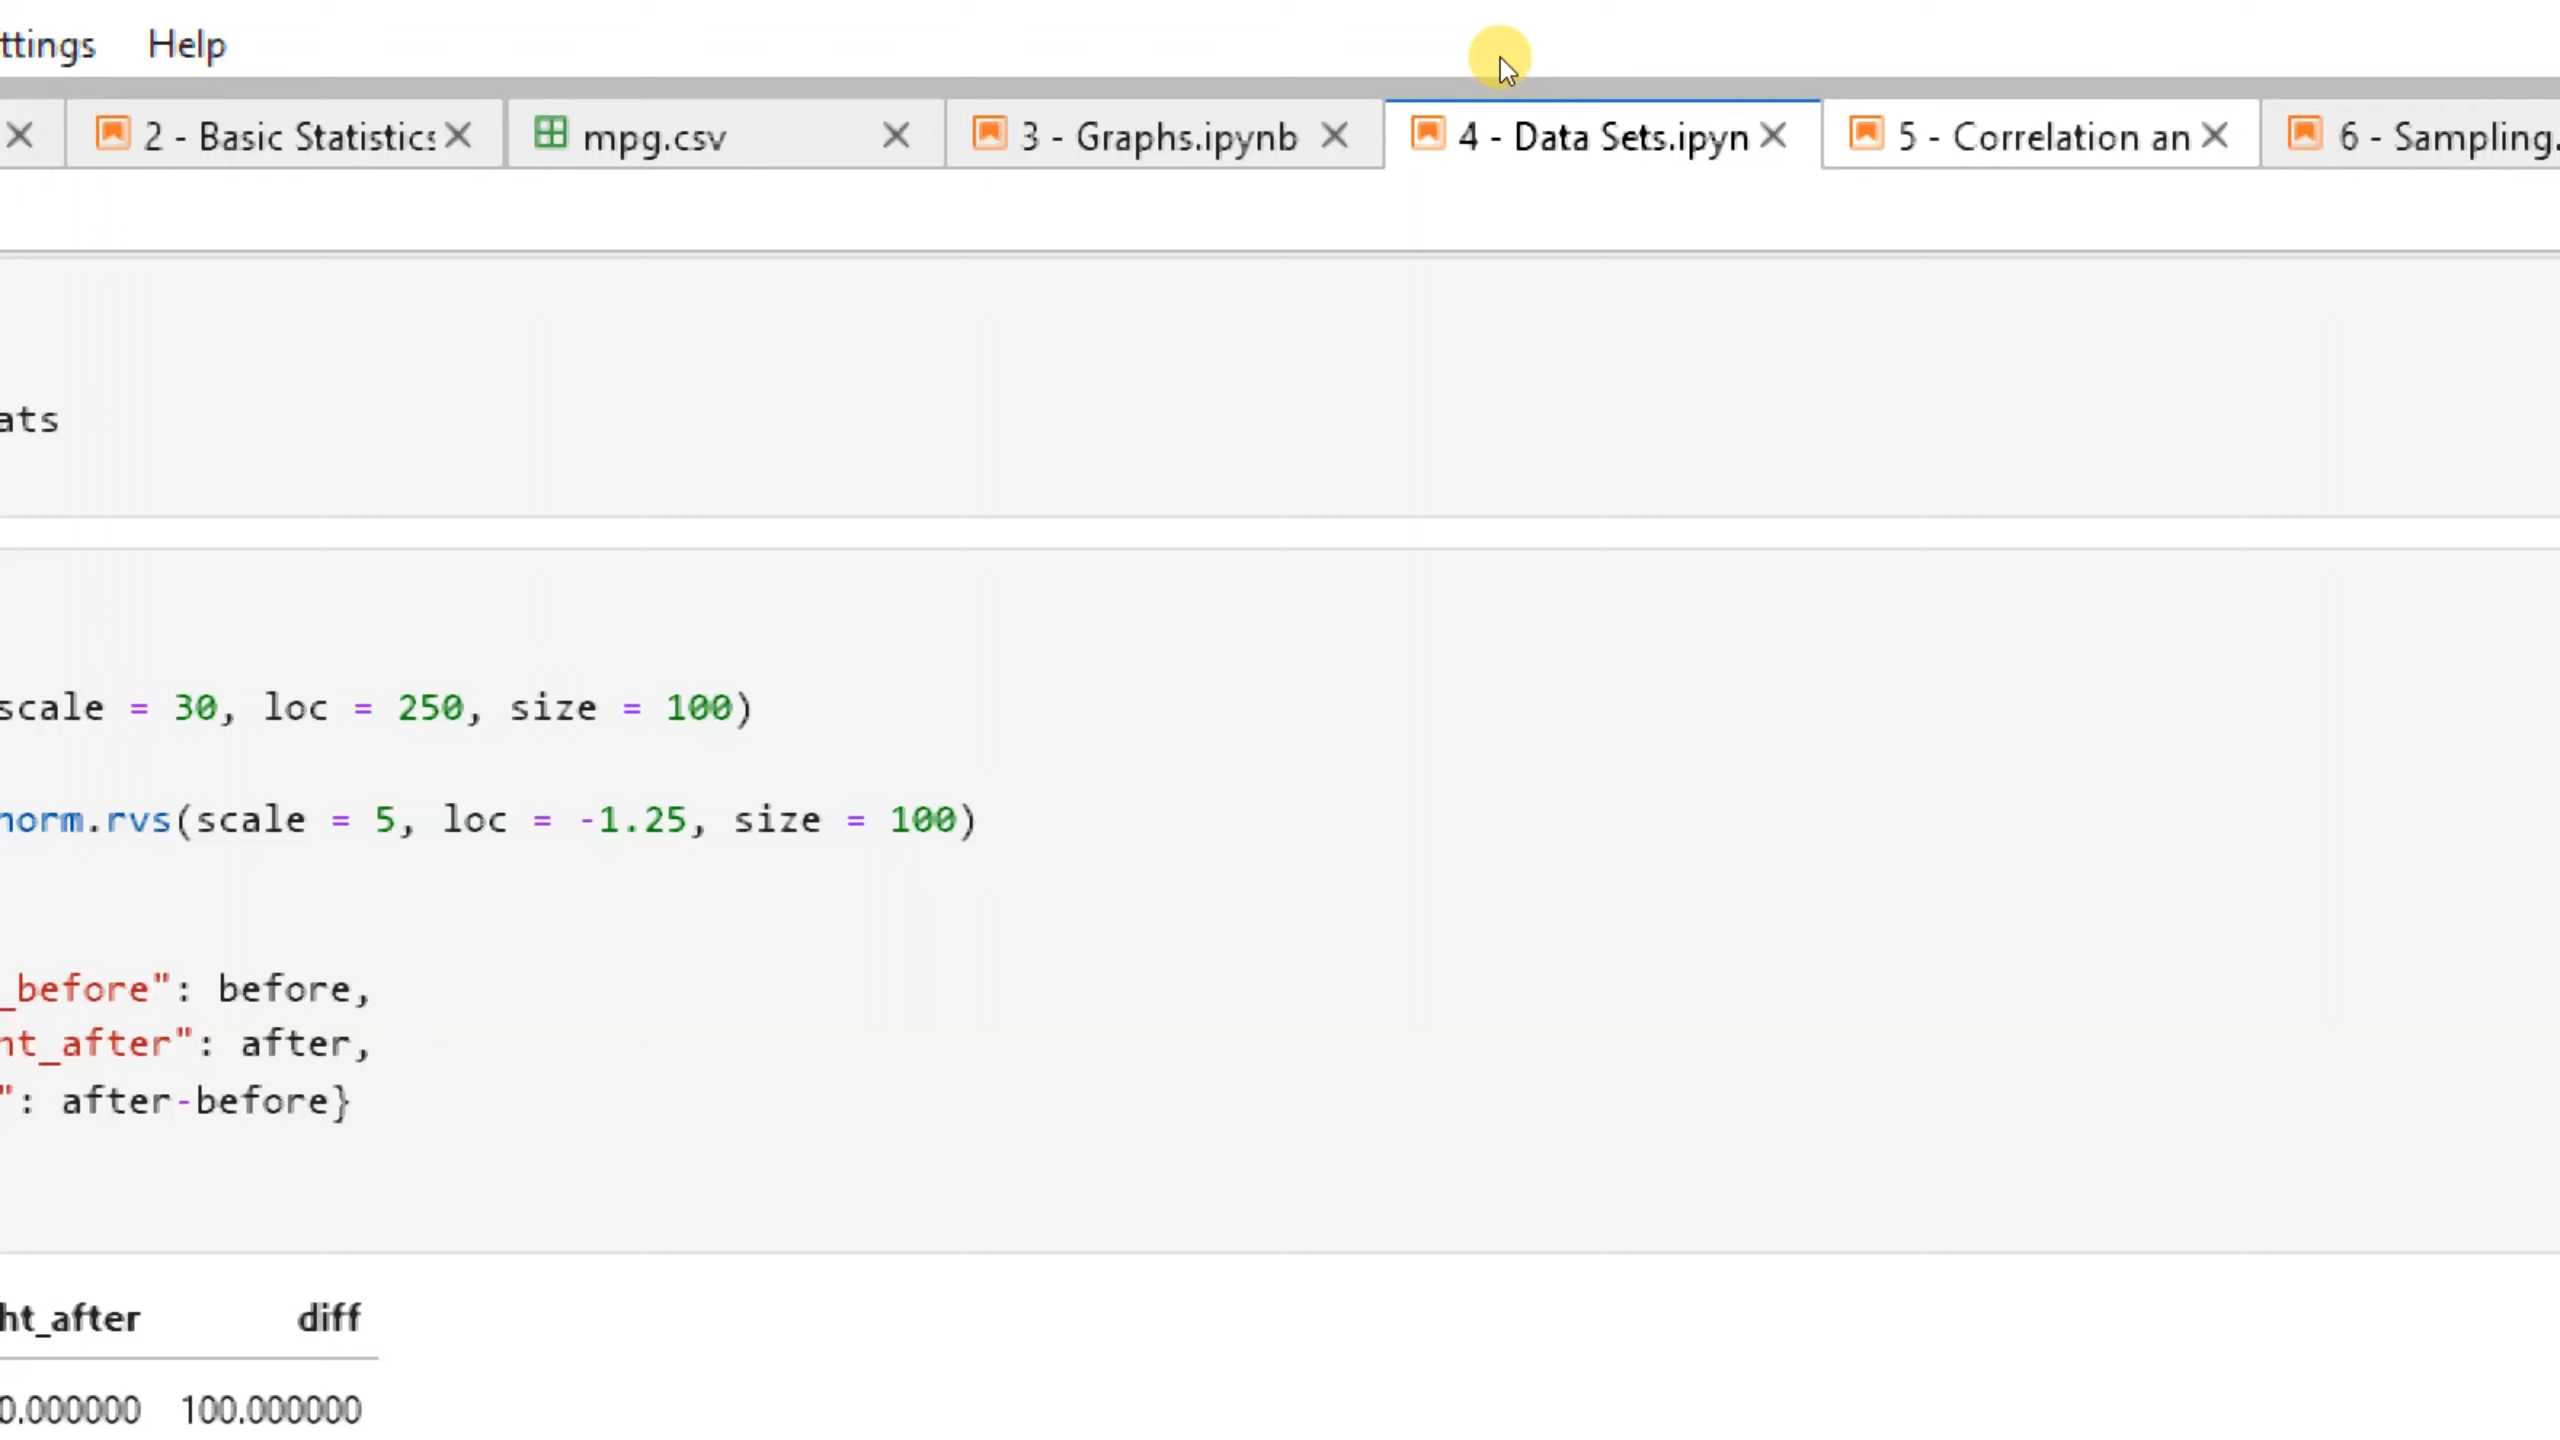 ttings Help
2 - Basic Statistics mpg.csv 3 - Graphs.ipynb 4 - Data Sets.ipyn 5 - Correlation an 6 - Sampling.
ats
scale = 30, loc = 250, size = 100)
norm.rvs(scale = 5, loc = -1.25, size = 100)
_before": before,
ht_after": after,
": after-before}
ht_after diff
0.000000 100.000000